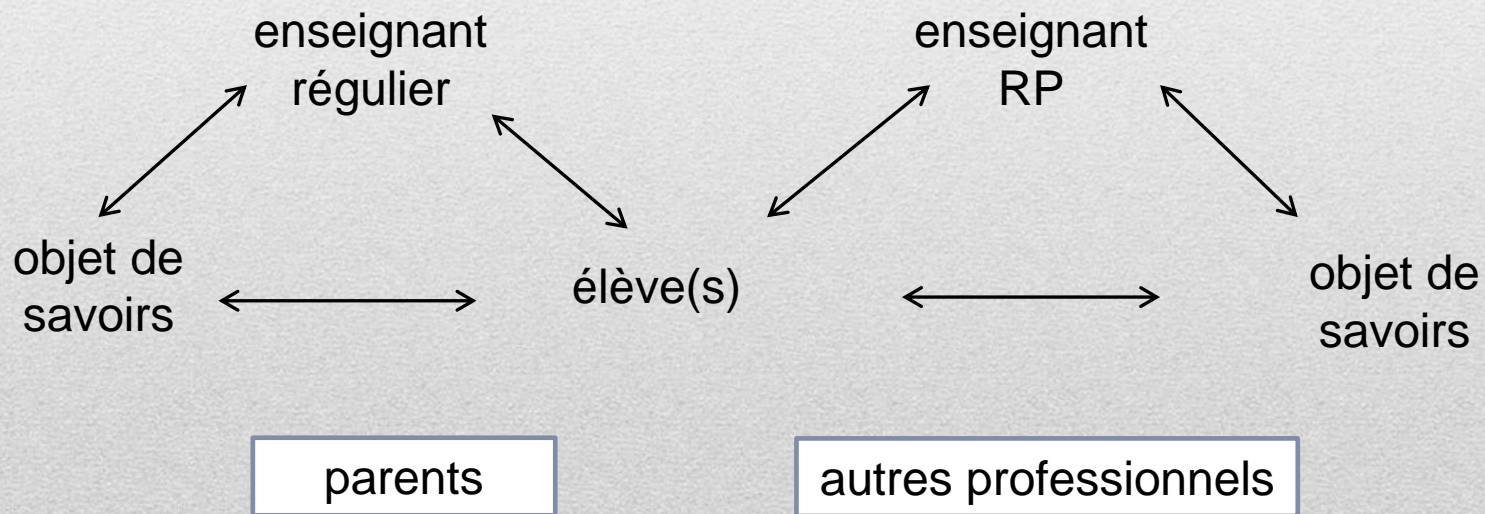 enseignant
régulier
enseignant
RP
objet de
savoirs
élève(s)
objet de
savoirs
parents
autres professionnels